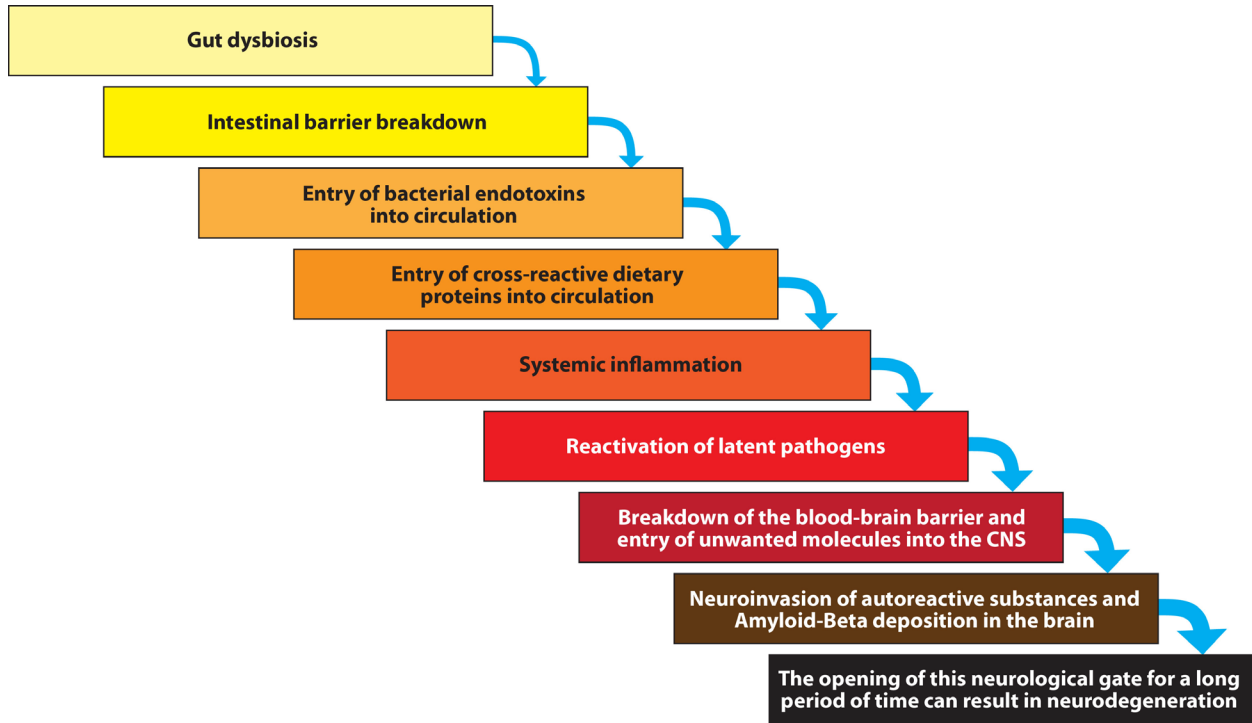 Gut dysbiosis
Intestinal barrier breakdown
Entry of bacterial endotoxins
into circulation
Entry of cross-reactive dietary
proteins into circulation
Systemic inflammation
Reactivation of latent pathogens
Breakdown of the blood-brain barrier and
entry of unwanted molecules into the CNS
Neuroinvasion of autoreactive substances and
Amyloid-Beta deposition in the brain
The opening of this neurological gate for a long
period of time can result in neurodegeneration